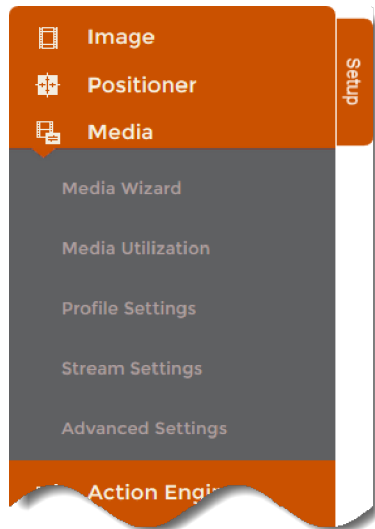 Image
Setup
Positioner
Media
Media Wizard
Media Utilization
Profile Settings
Stream Settings
Advanced Settings
Action